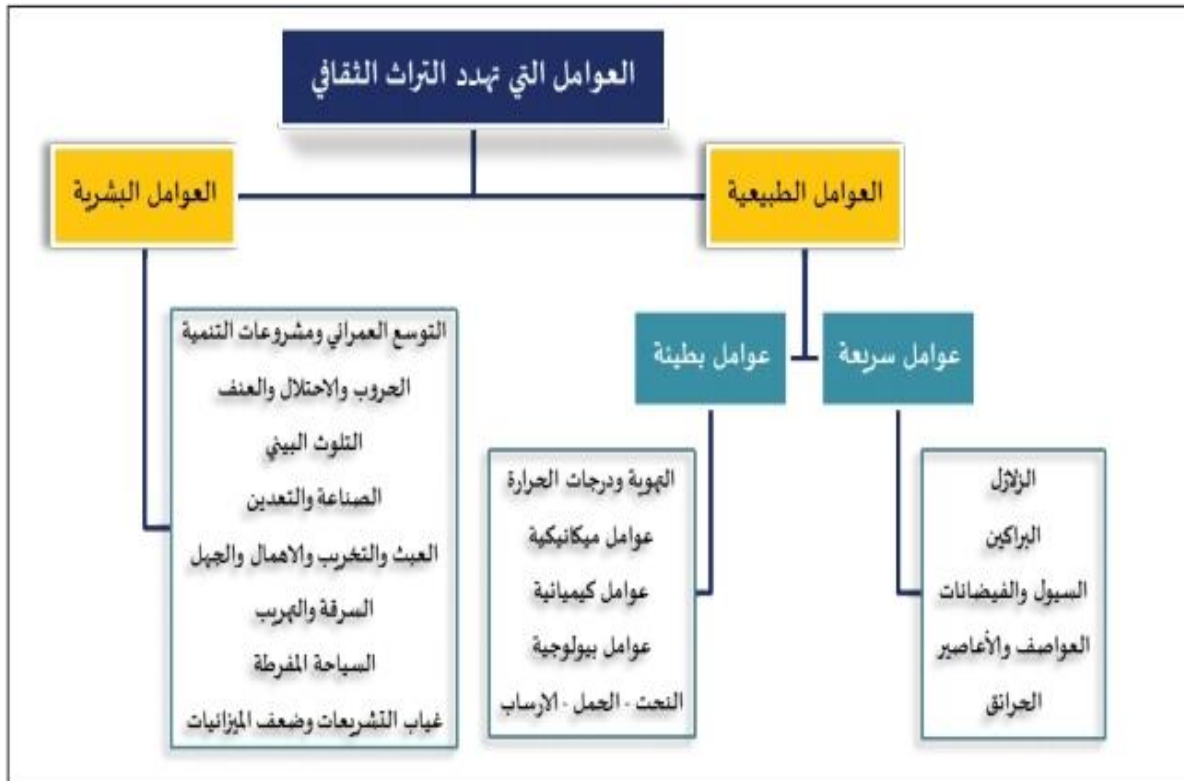 العوامل التي تهدد التراث الثقافي
العوامل الطبيعية
العوامل البشرية
عوامل سريعة
عوامل بطيئة
الزلازل
البراكين
السيول والفيضانات
العواصف والأعاصير
الحرائق
التهوية ودرجات الحرارة
عوامل ميكانيكية
عوامل كيميائية
عوامل بيولوجية
النحت - الحمل - الارساب
التوسع العمراني ومشروعات التنمية
الحروب والاحتلال والعنف
التلوث البيئي
الصناعة والتعدين
العبث والتخريب والاهمال والجهل
السرقة والتهريب
السياحة المفرطة
غياب التشريعات وضعف الميزانيات